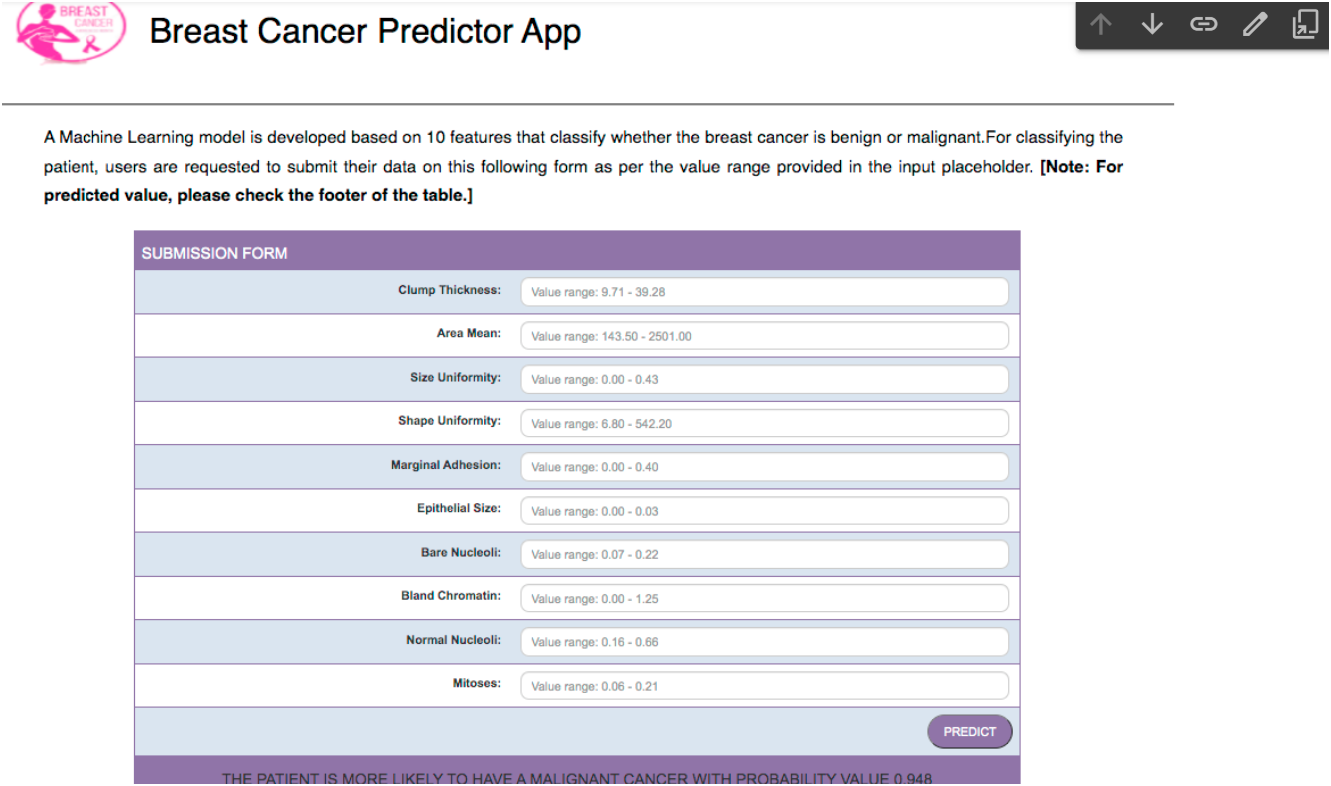 BREAST
CANCER
Breast Cancer Predictor App
A Machine Learning model is developed based on 10 features that classify whether the breast cancer is benign or malignant.For classifying the
patient, users are requested to submit their data on this following form as per the value range provided in the input placeholder. [Note: For
predicted value, please check the footer of the table.]
SUBMISSION FORM
Clump Thickness: Value range: 9.71 - 39.28
Area Mean: Value range: 143.50 - 2501.00
Size Uniformity: Value range: 0.00 - 0.43
Shape Uniformity: Value range: 6.80 - 542.20
Marginal Adhesion: Value range: 0.00 - 0.40
Epithelial Size: Value range: 0.00 - 0.03
Bare Nucleoli: Value range: 0.07 - 0.22
Bland Chromatin: Value range: 0.00 - 1.25
Normal Nucleoli: Value range: 0.16 - 0.66
Mitoses: Value range: 0.06 - 0.21
PREDICT
THE PATIENT IS MORE LIKELY TO HAVE A MALIGNANT CANCER WITH PROBABILITY VALUE 0.948